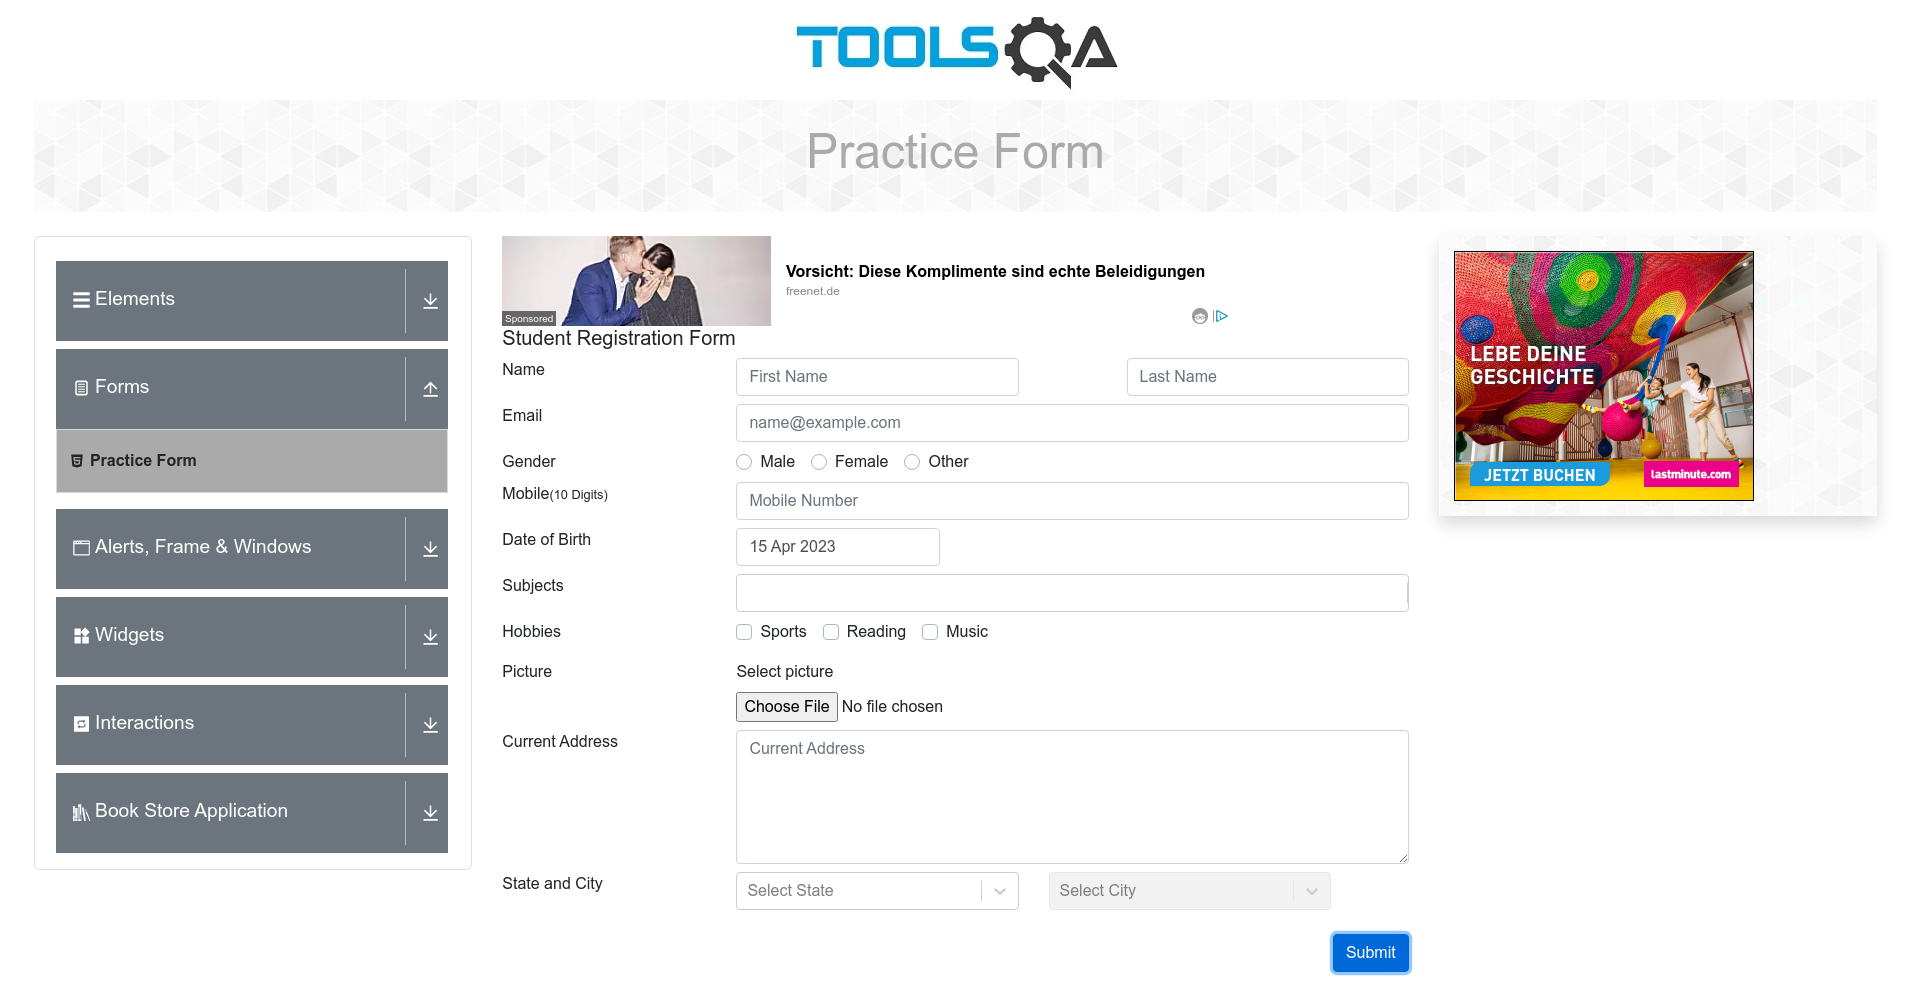 TOOLSQA
Practice Form
Elements
Forms
Practice Form
Alerts, Frame & Windows
Widgets
Interactions
Book Store Application
Sponsored
Vorsicht: Diese Komplimente sind echte Beleidigungen
freenet.de
Student Registration Form
Name
First Name
Last Name
Email
name@example.com
Gender
Male
Female
Other
Mobile(10 Digits)
Mobile Number
Date of Birth
15 Apr 2023
Subjects
Hobbies
Sports
Reading
Music
Picture
Select picture
Choose File No file chosen
Current Address
Current Address
State and City
Select State
Select City
Submit
LEBE DEINE
GESCHICHTE
JETZT BUCHEN
lastminute.com